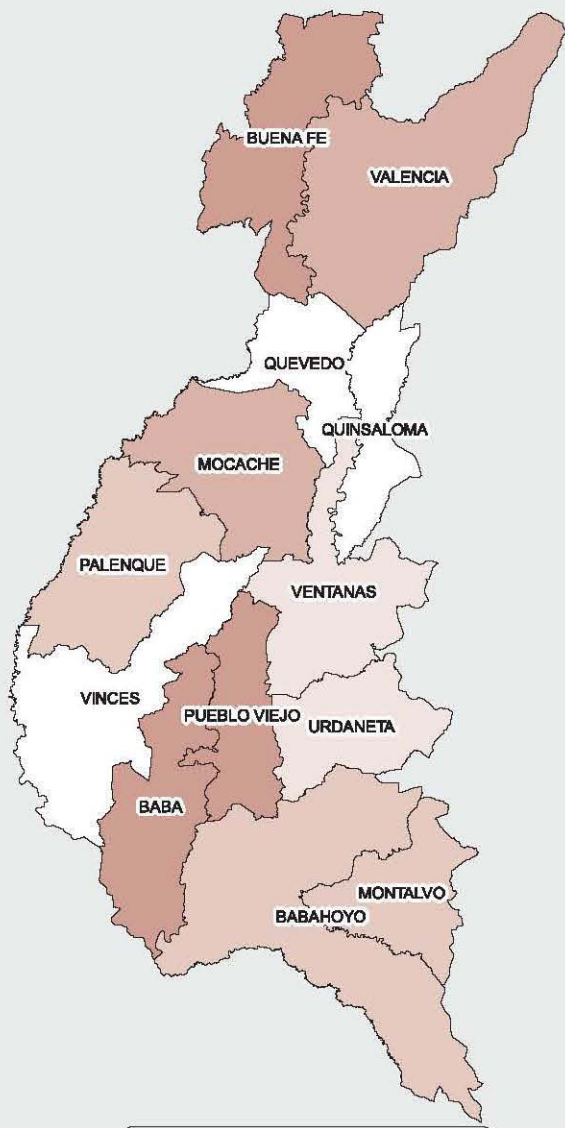 BUENA FE
VALENCIA
QUEVEDO
QUINSALOMA
MOCACHE
PALENQUE
VENTANAS
VINCES
PUEBLO VIEJO
URDANETA
BABA
MONTALVO
BABAHOYO